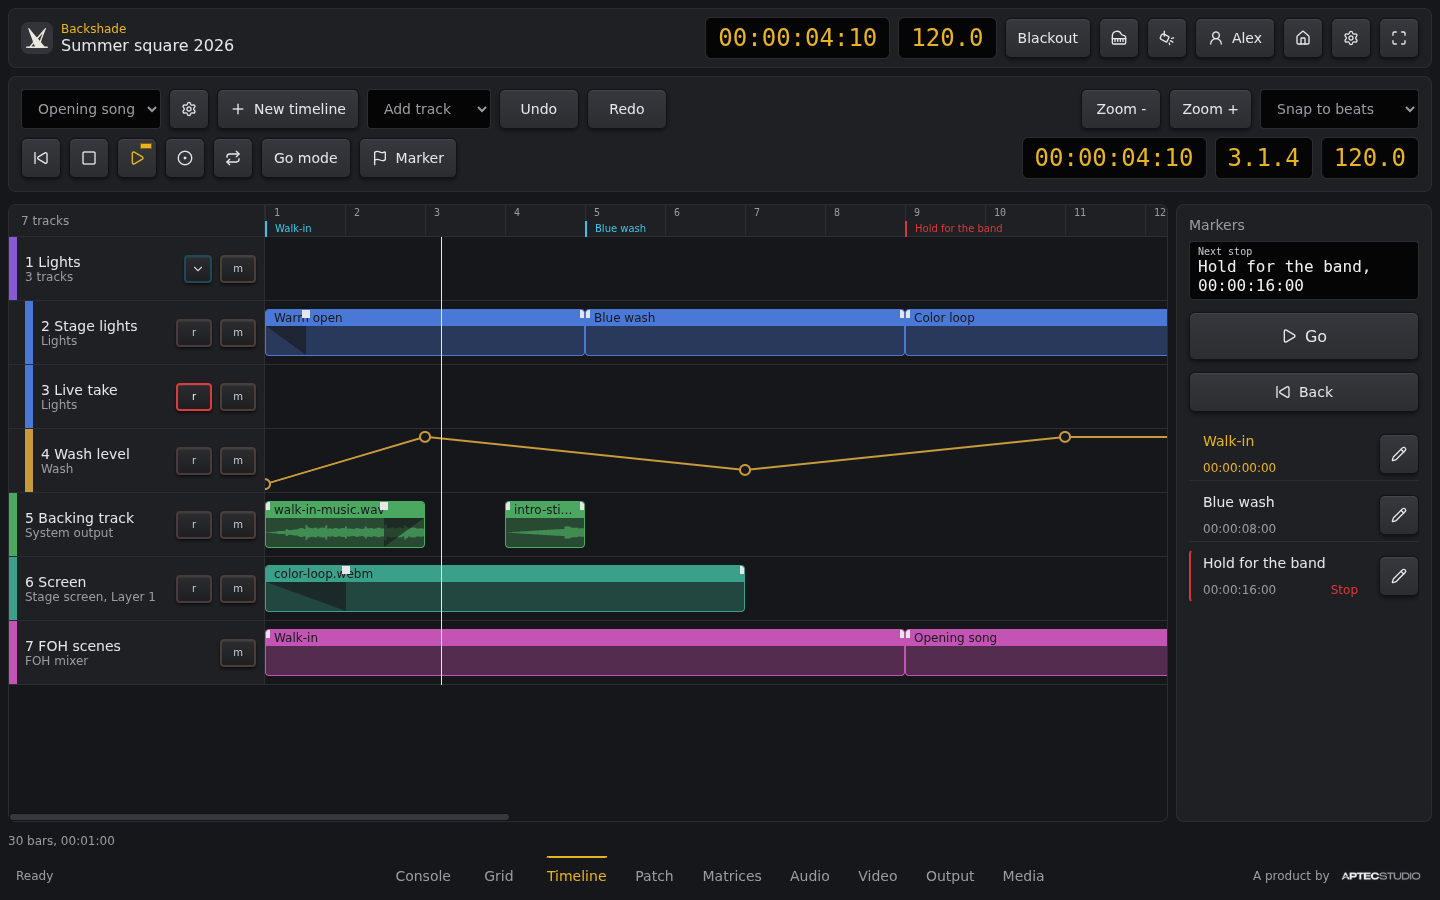 Backshade
Summer square 2026
00:00:04:10
120.0
Blackout
Alex
Opening song
New timeline
Add track
Undo
Redo
Zoom -
Zoom +
Snap to beats
Go mode
Marker
00:00:04:10
3.1.4
120.0
7 tracks
1 2 3 4 5 6 7 8 9 10 11 12
Walk-in
Blue wash
Hold for the band
1 Lights
3 tracks
m
2 Stage lights
Lights
r m
Warm open
Blue wash
Color loop
3 Live take
Lights
r m
4 Wash level
Wash
r m
5 Backing track
System output
r m
walk-in-music.wav
intro-sti...
6 Screen
Stage screen, Layer 1
r m
color-loop.webm
7 FOH scenes
FOH mixer
m
Walk-in
Opening song
Markers
Next stop
Hold for the band,
00:00:16:00
Go
Back
Walk-in
00:00:00:00
Blue wash
00:00:08:00
Hold for the band
00:00:16:00
Stop
30 bars, 00:01:00
Ready
Console
Grid
Timeline
Patch
Matrices
Audio
Video
Output
Media
A product by
APTECSTUDIO